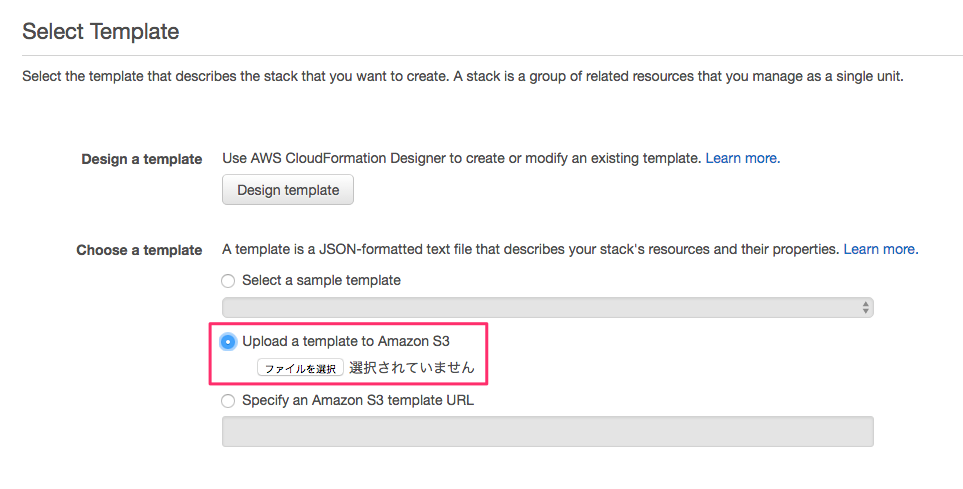 Select Template
Select the template that describes the stack that you want to create. A stack is a group of related resources that you manage as a single unit.
Design a template
Use AWS CloudFormation Designer to create or modify an existing template. Learn more.
Design template
Choose a template
A template is a JSON-formatted text file that describes your stack's resources and their properties. Learn more.
Select a sample template
Upload a template to Amazon S3
ファイルを選択 選択されていません
Specify an Amazon S3 template URL